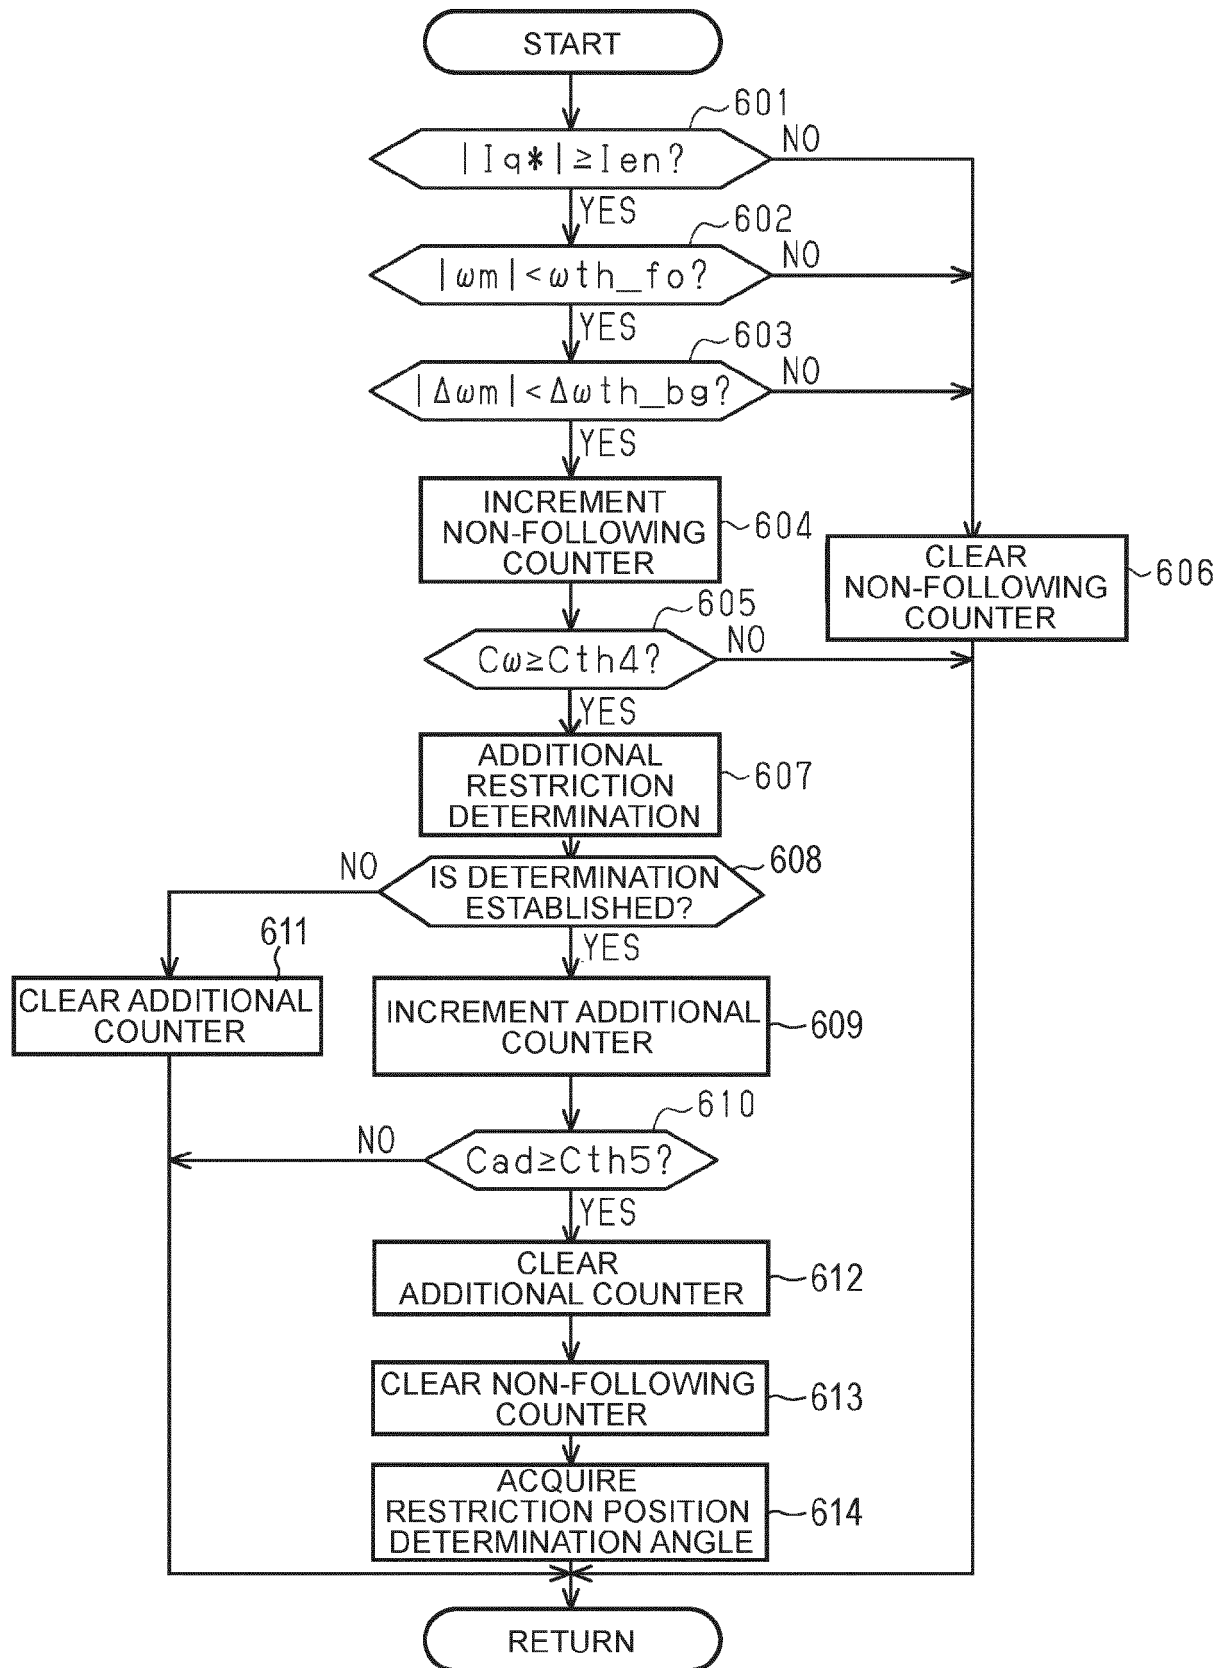 START
601
|Iq*|≥Ien?
NO
YES
602
|ωm|<ωth_fo?
NO
YES
603
|Δωm|<Δωth_bg?
NO
YES
INCREMENT
NON-FOLLOWING
COUNTER
604
CLEAR
NON-FOLLOWING
COUNTER
606
605
Cω≥Cth4?
NO
YES
ADDITIONAL
RESTRICTION
DETERMINATION
607
608
NO
IS DETERMINATION
ESTABLISHED?
YES
611
CLEAR ADDITIONAL
COUNTER
INCREMENT ADDITIONAL
COUNTER
609
610
NO
Cad≥Cth5?
YES
CLEAR
ADDITIONAL COUNTER
612
CLEAR NON-FOLLOWING
COUNTER
613
ACQUIRE
RESTRICTION POSITION
DETERMINATION ANGLE
614
RETURN